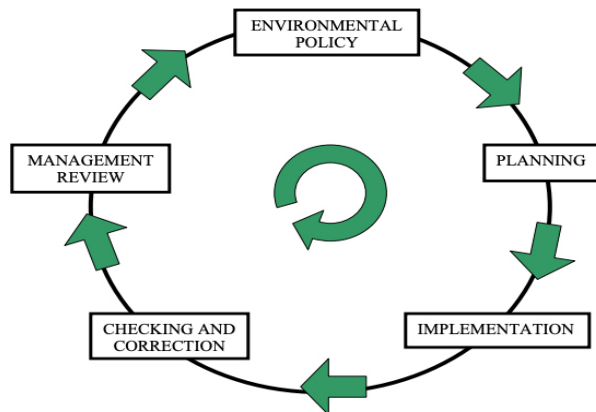 ENVIRONMENTAL
POLICY
PLANNING
IMPLEMENTATION
CHECKING AND
CORRECTION
MANAGEMENT
REVIEW